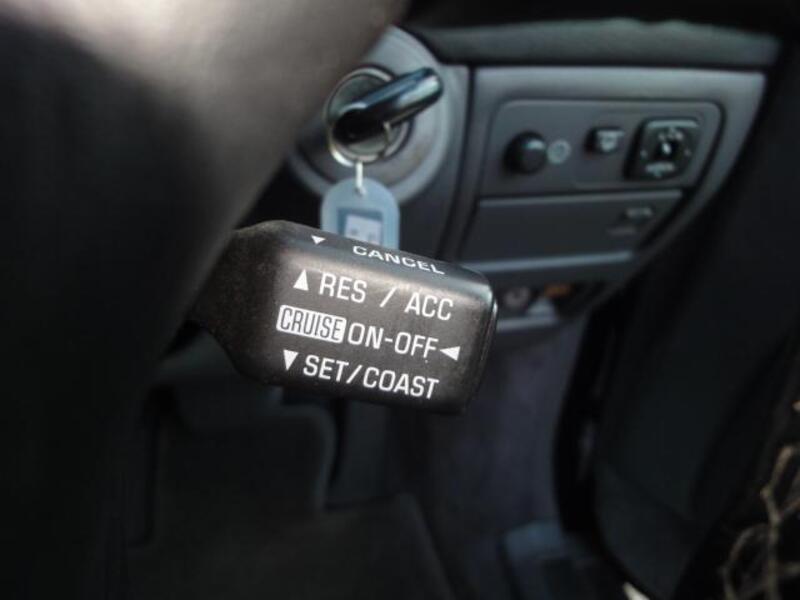 ▼ CANCEL
▲ RES / ACC
CRUISE ON-OFF ◀
▼ SET/COAST